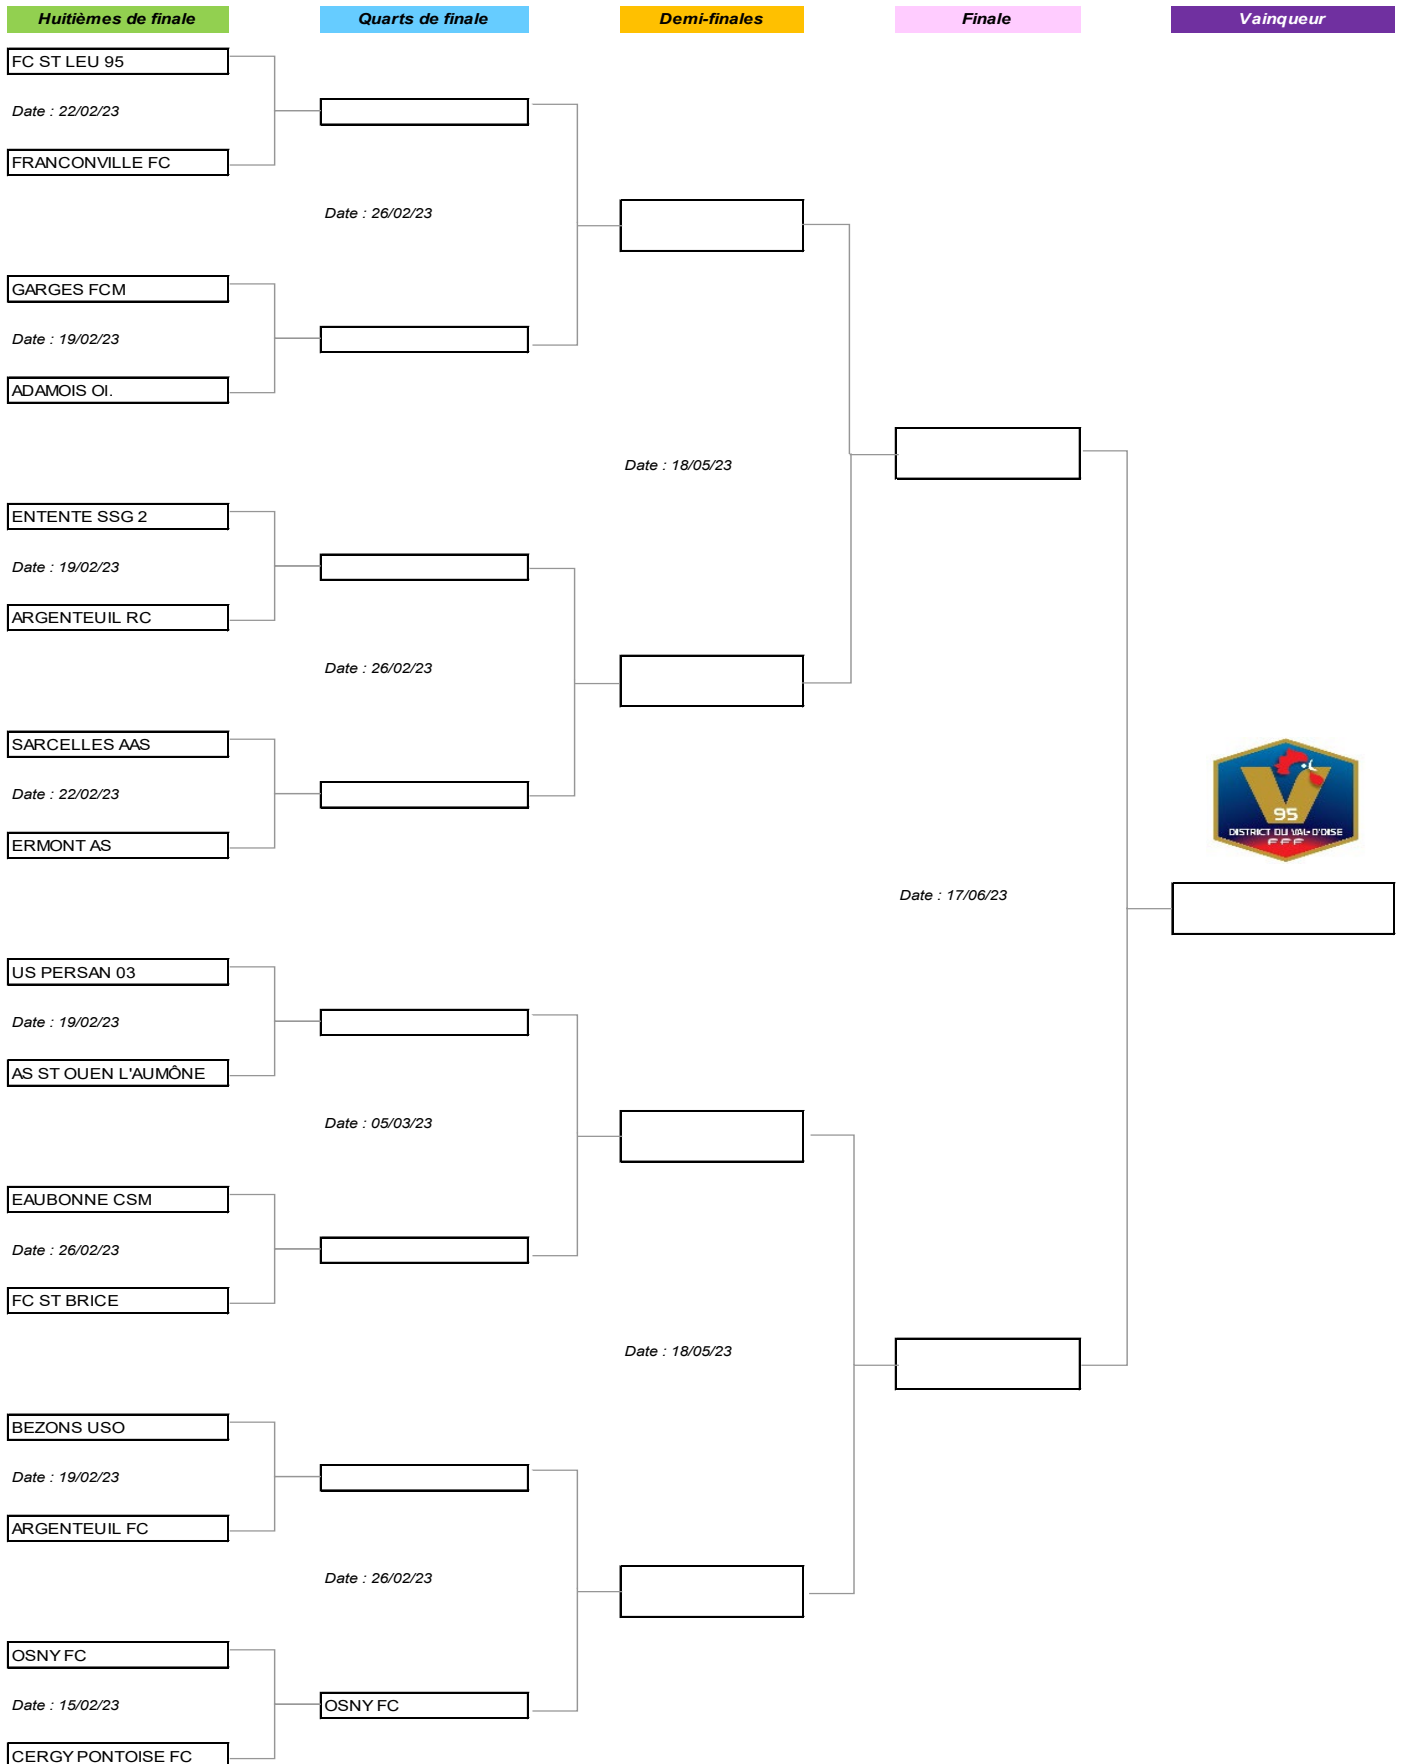 Huitièmes de finale
Quarts de finale
Demi-finales
Finale
Vainqueur
FC ST LEU 95
Date : 22/02/23
FRANCONVILLE FC
Date : 26/02/23
GARGES FCM
Date : 19/02/23
ADAMOIS OI.
Date : 18/05/23
ENTENTE SSG 2
Date : 19/02/23
ARGENTEUIL RC
Date : 26/02/23
SARCELLES AAS
Date : 22/02/23
ERMONT AS
95
DISTRICT DU VAL-D'OISE
FFF
Date : 17/06/23
US PERSAN 03
Date : 19/02/23
AS ST OUEN L'AUMÔNE
Date : 05/03/23
EAUBONNE CSM
Date : 26/02/23
FC ST BRICE
Date : 18/05/23
BEZONS USO
Date : 19/02/23
ARGENTEUIL FC
Date : 26/02/23
OSNY FC
Date : 15/02/23
OSNY FC
CERGY PONTOISE FC